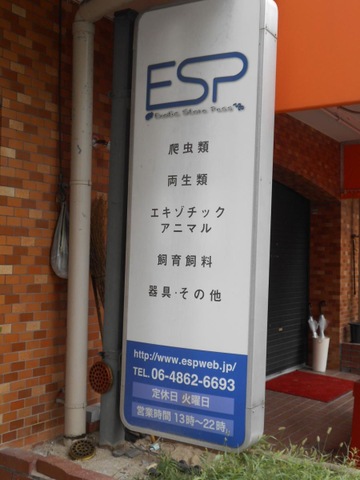 ESP
Exotic Store Pess
爬虫類
両生類
エキゾチック
アニマル
飼育飼料
器具・その他
http://www.espweb.jp/
TEL.06-4862-6693
定休日 火曜日
営業時間 13時〜22時